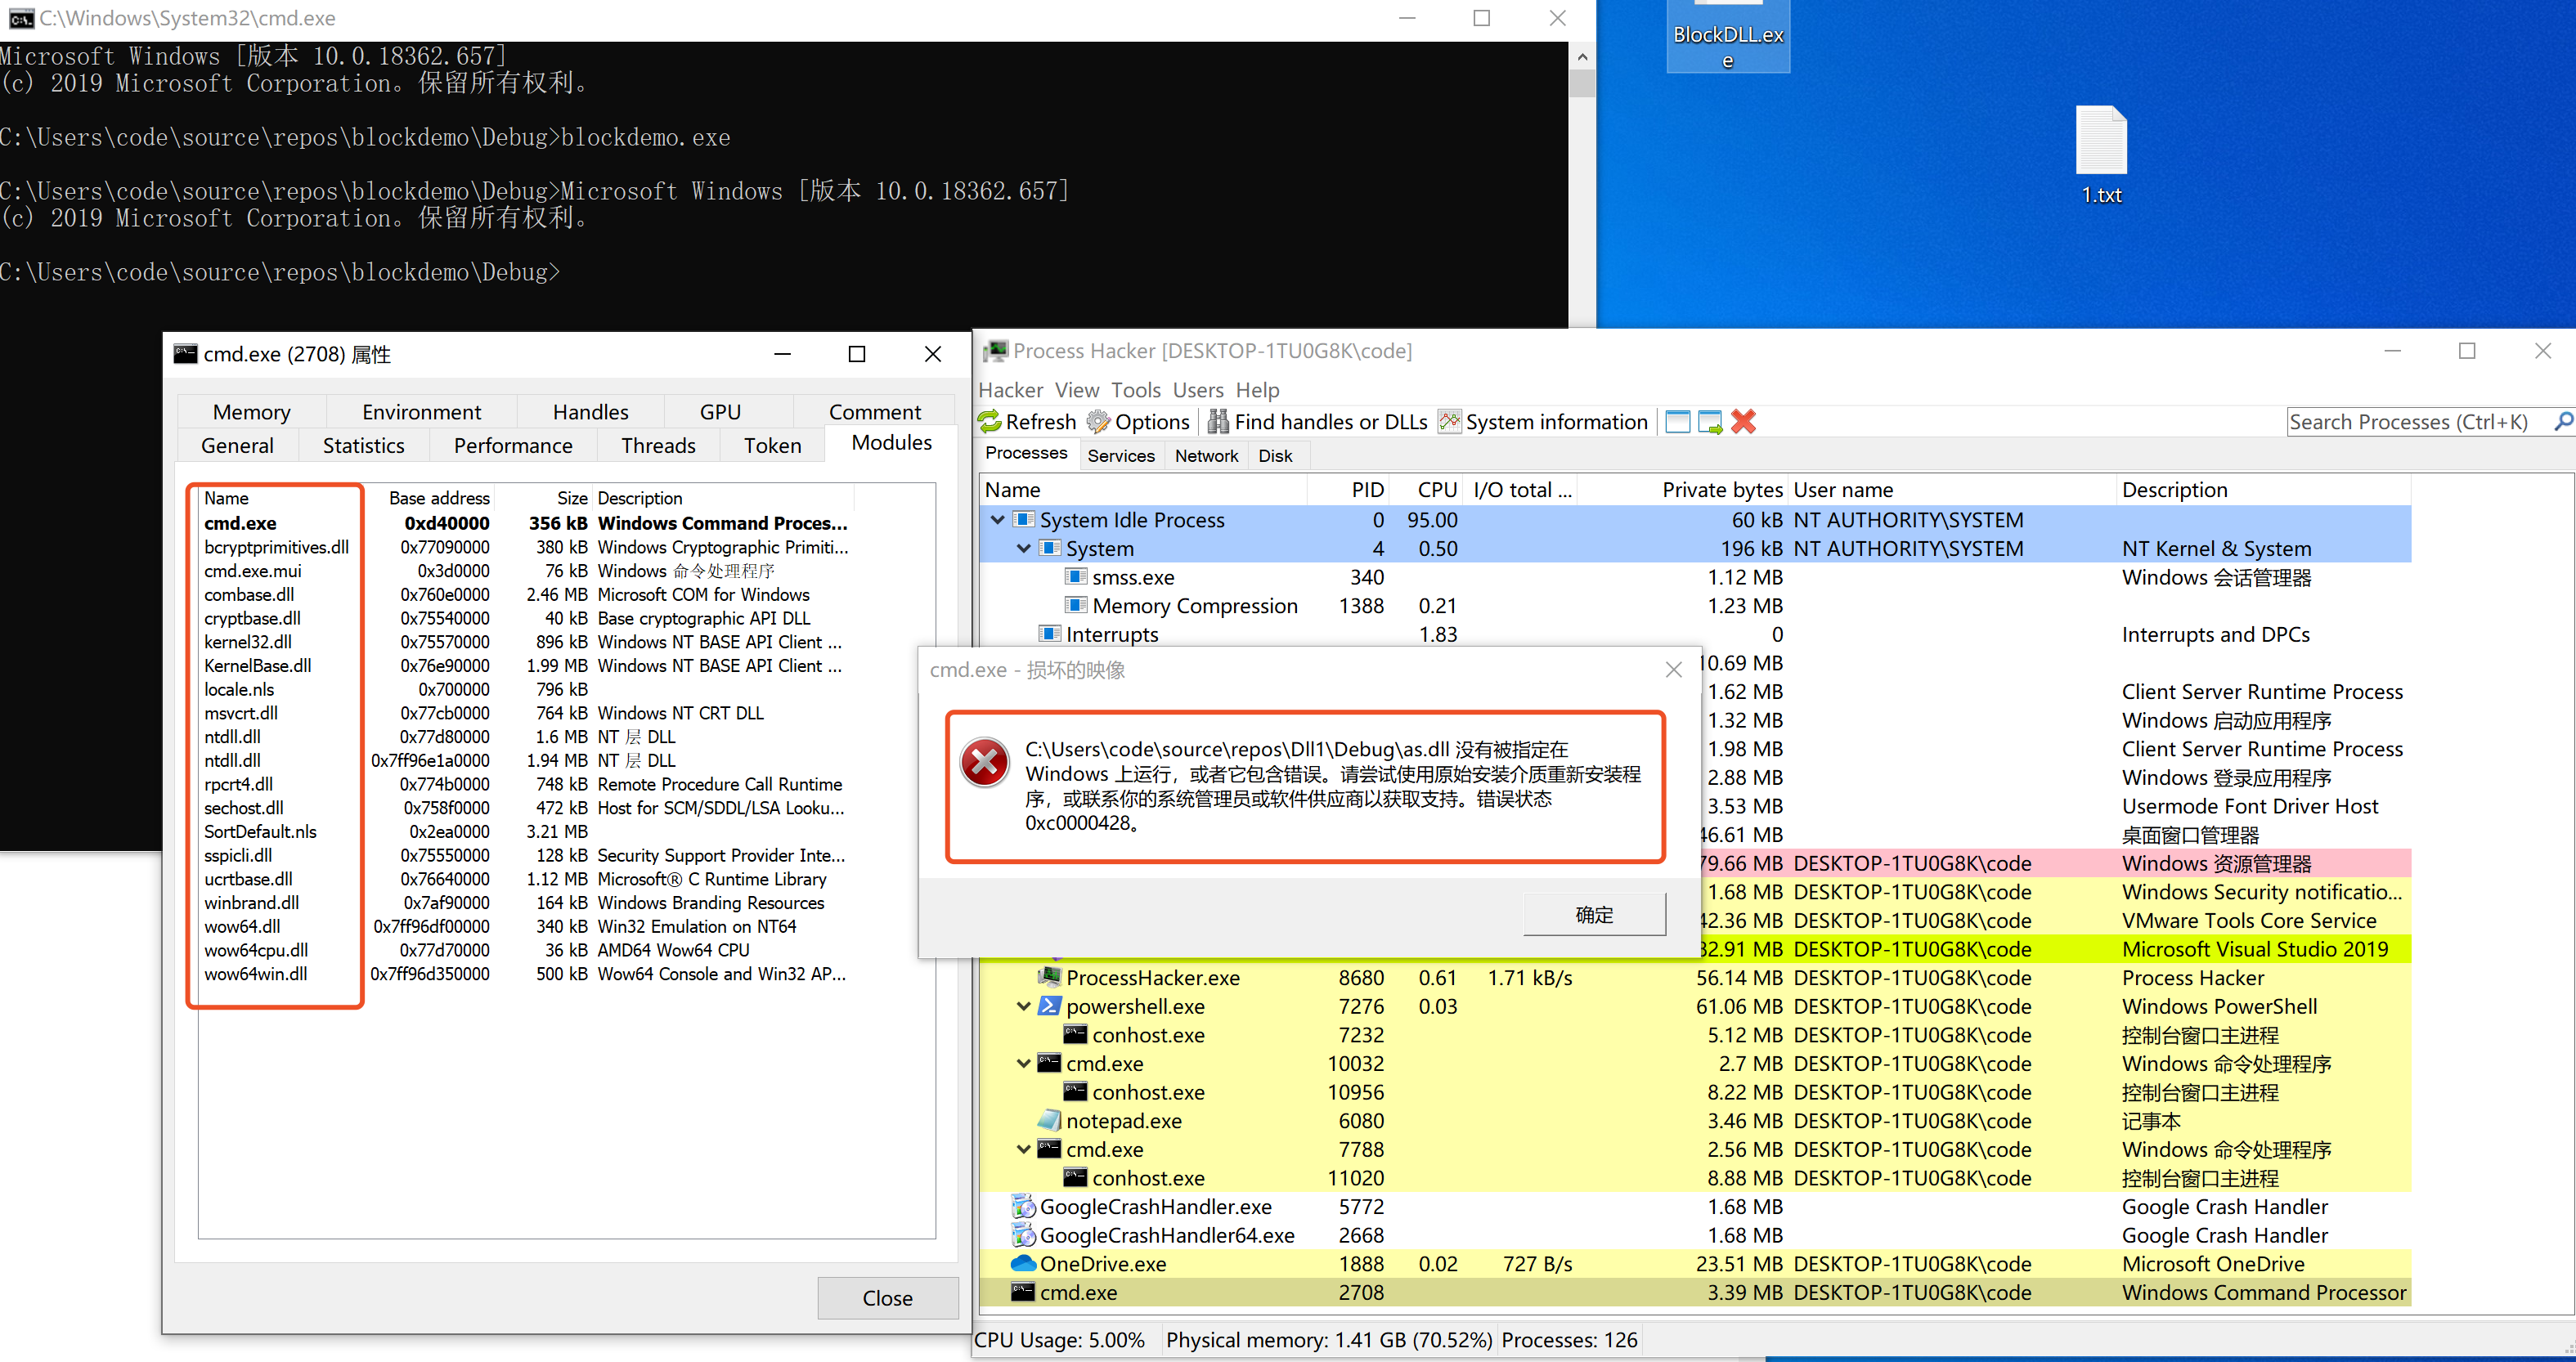 C:\Windows\System32\cmd.exe
Microsoft Windows [版本 10.0.18362.657]
(c) 2019 Microsoft Corporation。保留所有权利。
C:\Users\code\source\repos\blockdemo\Debug>blockdemo.exe
C:\Users\code\source\repos\blockdemo\Debug>Microsoft Windows [版本 10.0.18362.657]
(c) 2019 Microsoft Corporation。保留所有权利。
C:\Users\code\source\repos\blockdemo\Debug>
BlockDLL.ex
e
1.txt
cmd.exe (2708) 属性
Memory Environment Handles GPU Comment
General Statistics Performance Threads Token Modules
Name Base address Size Description
cmd.exe 0xd40000 356 kB Windows Command Proces...
bcryptprimitives.dll 0x77090000 380 kB Windows Cryptographic Primiti...
cmd.exe.mui 0x3d0000 76 kB Windows 命令处理程序
combase.dll 0x760e0000 2.46 MB Microsoft COM for Windows
cryptbase.dll 0x75540000 40 kB Base cryptographic API DLL
kernel32.dll 0x75570000 896 kB Windows NT BASE API Client ...
KernelBase.dll 0x76e90000 1.99 MB Windows NT BASE API Client ...
locale.nls 0x700000 796 kB
msvcrt.dll 0x77cb0000 764 kB Windows NT CRT DLL
ntdll.dll 0x77d80000 1.6 MB NT 层 DLL
ntdll.dll 0x7ff96e1a0000 1.94 MB NT 层 DLL
rpcrt4.dll 0x774b0000 748 kB Remote Procedure Call Runtime
sechost.dll 0x758f0000 472 kB Host for SCM/SDDL/LSA Looku...
SortDefault.nls 0x2ea0000 3.21 MB
sspicli.dll 0x75550000 128 kB Security Support Provider Inte...
ucrtbase.dll 0x76640000 1.12 MB Microsoft® C Runtime Library
winbrand.dll 0x7af90000 164 kB Windows Branding Resources
wow64.dll 0x7ff96df00000 340 kB Win32 Emulation on NT64
wow64cpu.dll 0x77d70000 36 kB AMD64 Wow64 CPU
wow64win.dll 0x7ff96d350000 500 kB Wow64 Console and Win32 AP...
Close
Process Hacker [DESKTOP-1TU0G8K\code]
Hacker View Tools Users Help
Refresh Options Find handles or DLLs System information Search Processes (Ctrl+K)
Processes Services Network Disk
Name PID CPU I/O total ... Private bytes User name Description
System Idle Process 0 95.00 60 kB NT AUTHORITY\SYSTEM
System 4 0.50 196 kB NT AUTHORITY\SYSTEM NT Kernel & System
smss.exe 340 1.12 MB Windows 会话管理器
Memory Compression 1388 0.21 1.23 MB
Interrupts 1.83 0 Interrupts and DPCs
10.69 MB
1.62 MB Client Server Runtime Process
1.32 MB Windows 启动应用程序
1.98 MB Client Server Runtime Process
2.88 MB Windows 登录应用程序
3.53 MB Usermode Font Driver Host
46.61 MB 桌面窗口管理器
79.66 MB DESKTOP-1TU0G8K\code Windows 资源管理器
1.68 MB DESKTOP-1TU0G8K\code Windows Security notificatio...
42.36 MB DESKTOP-1TU0G8K\code VMware Tools Core Service
MB DESKTOP-1TU0G8K\code Microsoft Visual Studio 2019
cmd.exe - 损坏的映像
C:\Users\code\source\repos\Dll1\Debug\as.dll 没有被指定在
Windows 上运行，或者它包含错误。请尝试使用原始安装介质重新安装程
序，或联系你的系统管理员或软件供应商以获取支持。错误状态
0xc0000428。
确定
ProcessHacker.exe 8680 0.61 1.71 kB/s 56.14 MB DESKTOP-1TU0G8K\code Process Hacker
powershell.exe 7276 0.03 61.06 MB DESKTOP-1TU0G8K\code Windows PowerShell
conhost.exe 7232 5.12 MB DESKTOP-1TU0G8K\code 控制台窗口主进程
cmd.exe 10032 2.7 MB DESKTOP-1TU0G8K\code Windows 命令处理程序
conhost.exe 10956 8.22 MB DESKTOP-1TU0G8K\code 控制台窗口主进程
notepad.exe 6080 3.46 MB DESKTOP-1TU0G8K\code 记事本
cmd.exe 7788 2.56 MB DESKTOP-1TU0G8K\code Windows 命令处理程序
conhost.exe 11020 8.88 MB DESKTOP-1TU0G8K\code 控制台窗口主进程
GoogleCrashHandler.exe 5772 1.68 MB Google Crash Handler
GoogleCrashHandler64.exe 2668 1.68 MB Google Crash Handler
OneDrive.exe 1888 0.02 727 B/s 23.51 MB DESKTOP-1TU0G8K\code Microsoft OneDrive
cmd.exe 2708 3.39 MB DESKTOP-1TU0G8K\code Windows Command Processor
CPU Usage: 5.00% Physical memory: 1.41 GB (70.52%) Processes: 126